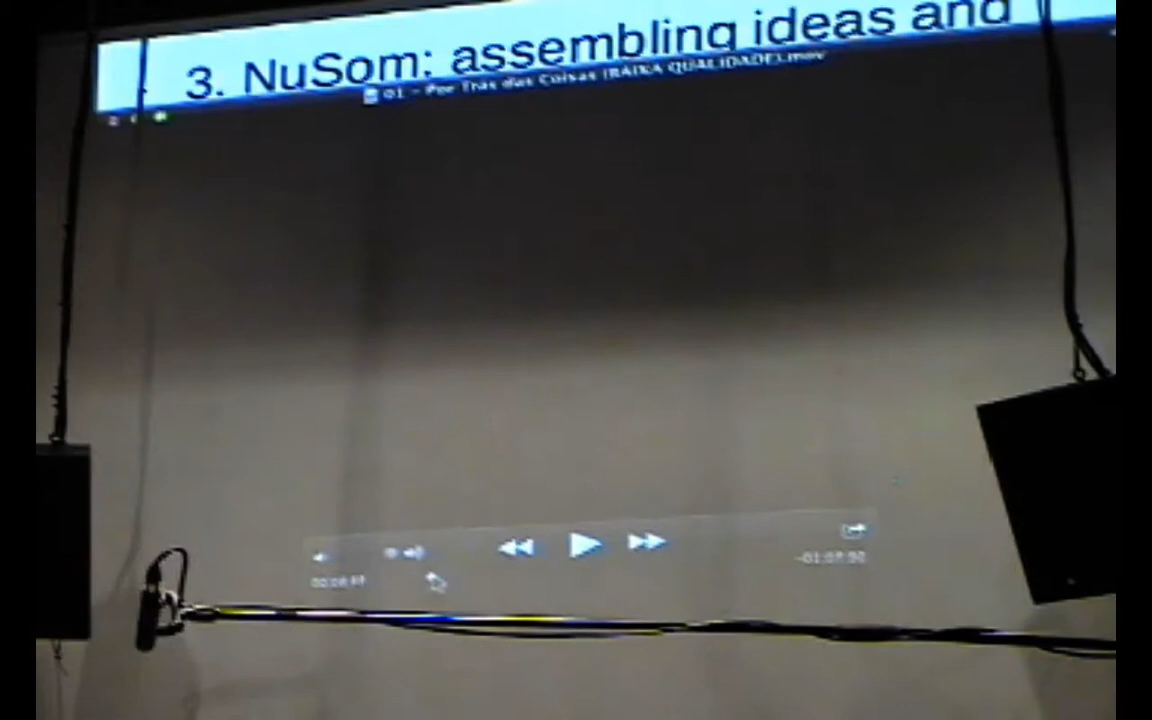 3. NuSom: assembling ideas and
01 - Por Trás das Coisas (BAIXA QUALIDADE).mov